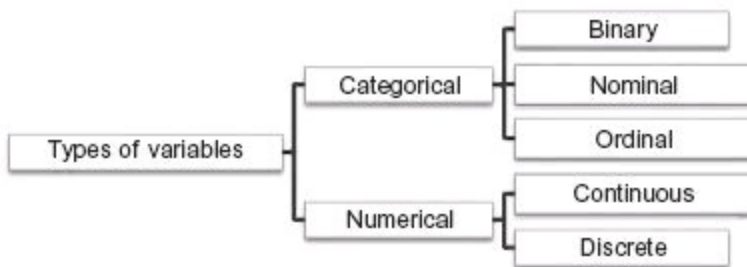 Types of variables
Categorical
Binary
Nominal
Ordinal
Numerical
Continuous
Discrete